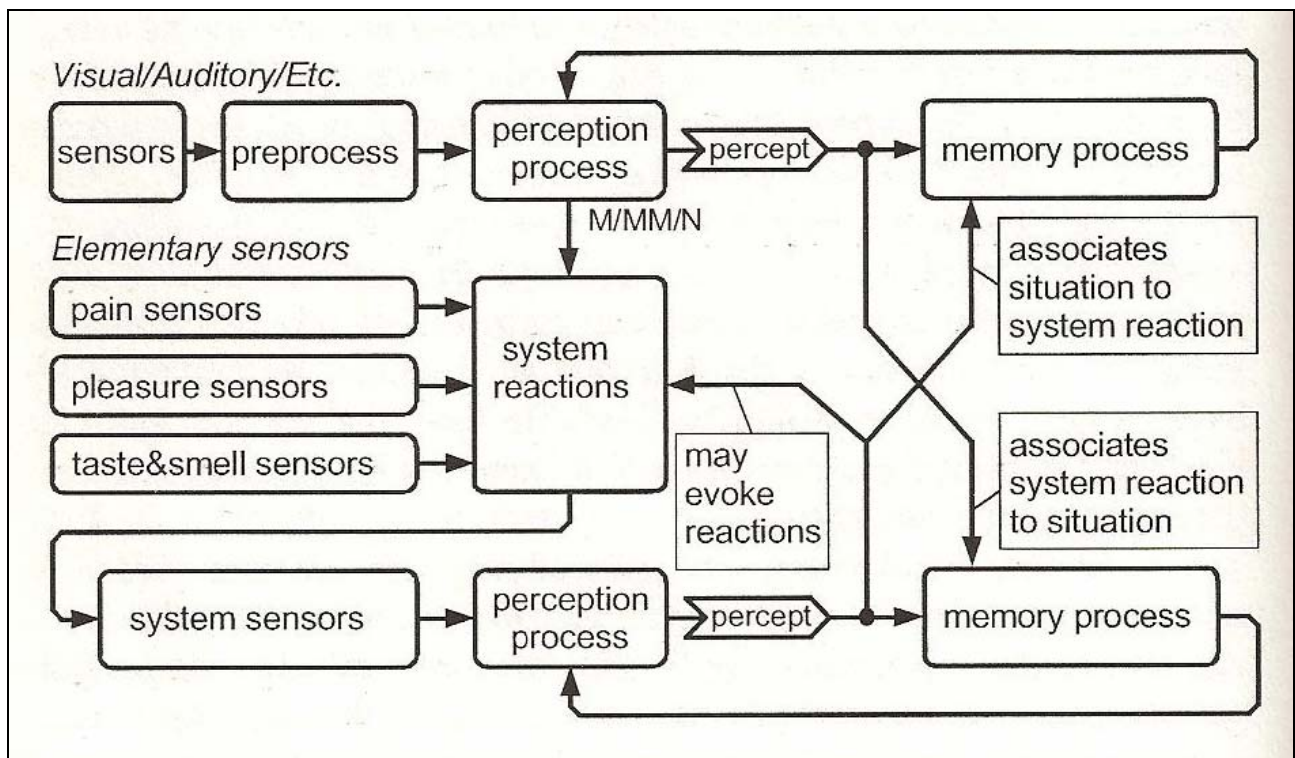 Visual/Auditory/Etc.
sensors
preprocess
perception
process
percept
memory process
M/MM/N
associates
situation to
system reaction
Elementary sensors
pain sensors
pleasure sensors
taste&smell sensors
system
reactions
may
evoke
reactions
associates
system reaction
to situation
system sensors
perception
process
percept
memory process